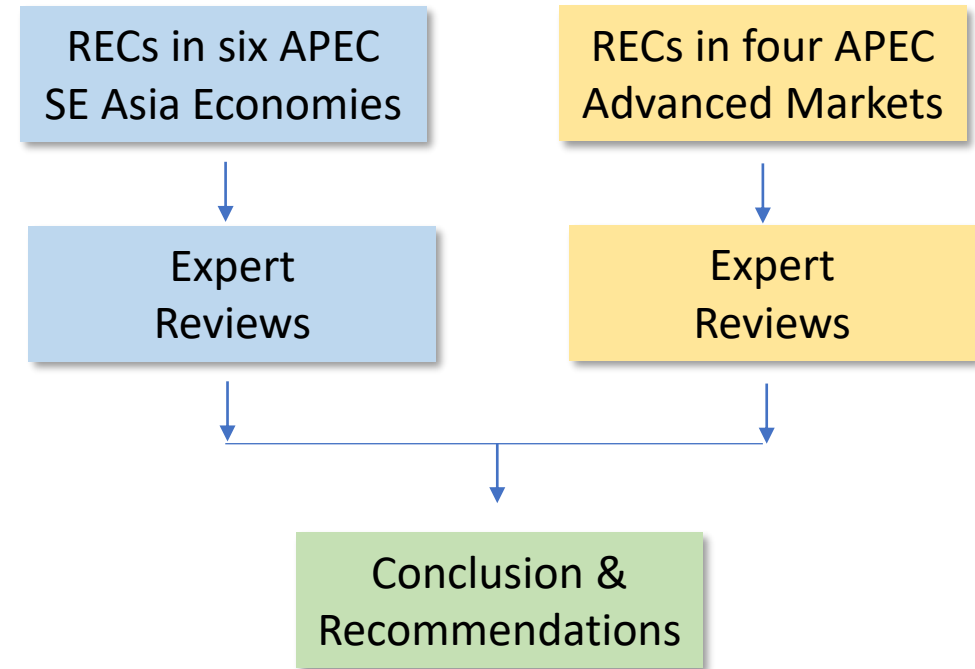 RECs in six APEC
SE Asia Economies
RECs in four APEC
Advanced Markets
Expert
Reviews
Expert
Reviews
Conclusion &
Recommendations